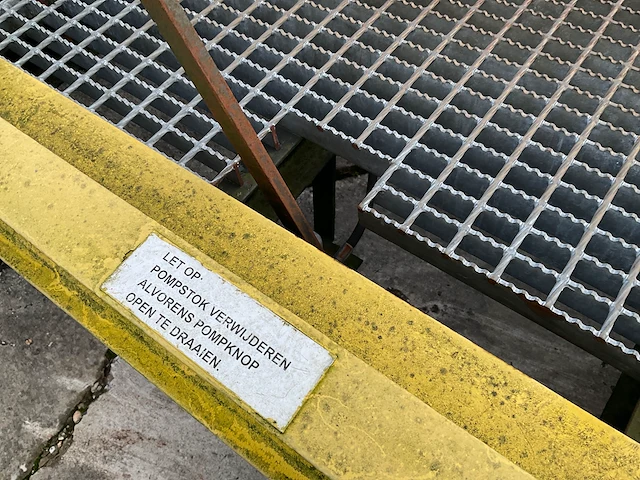 LET OP
POMPSTOK VERWIJDEREN
ALVORENS POMPKNOP
OPEN TE DRAAIEN.